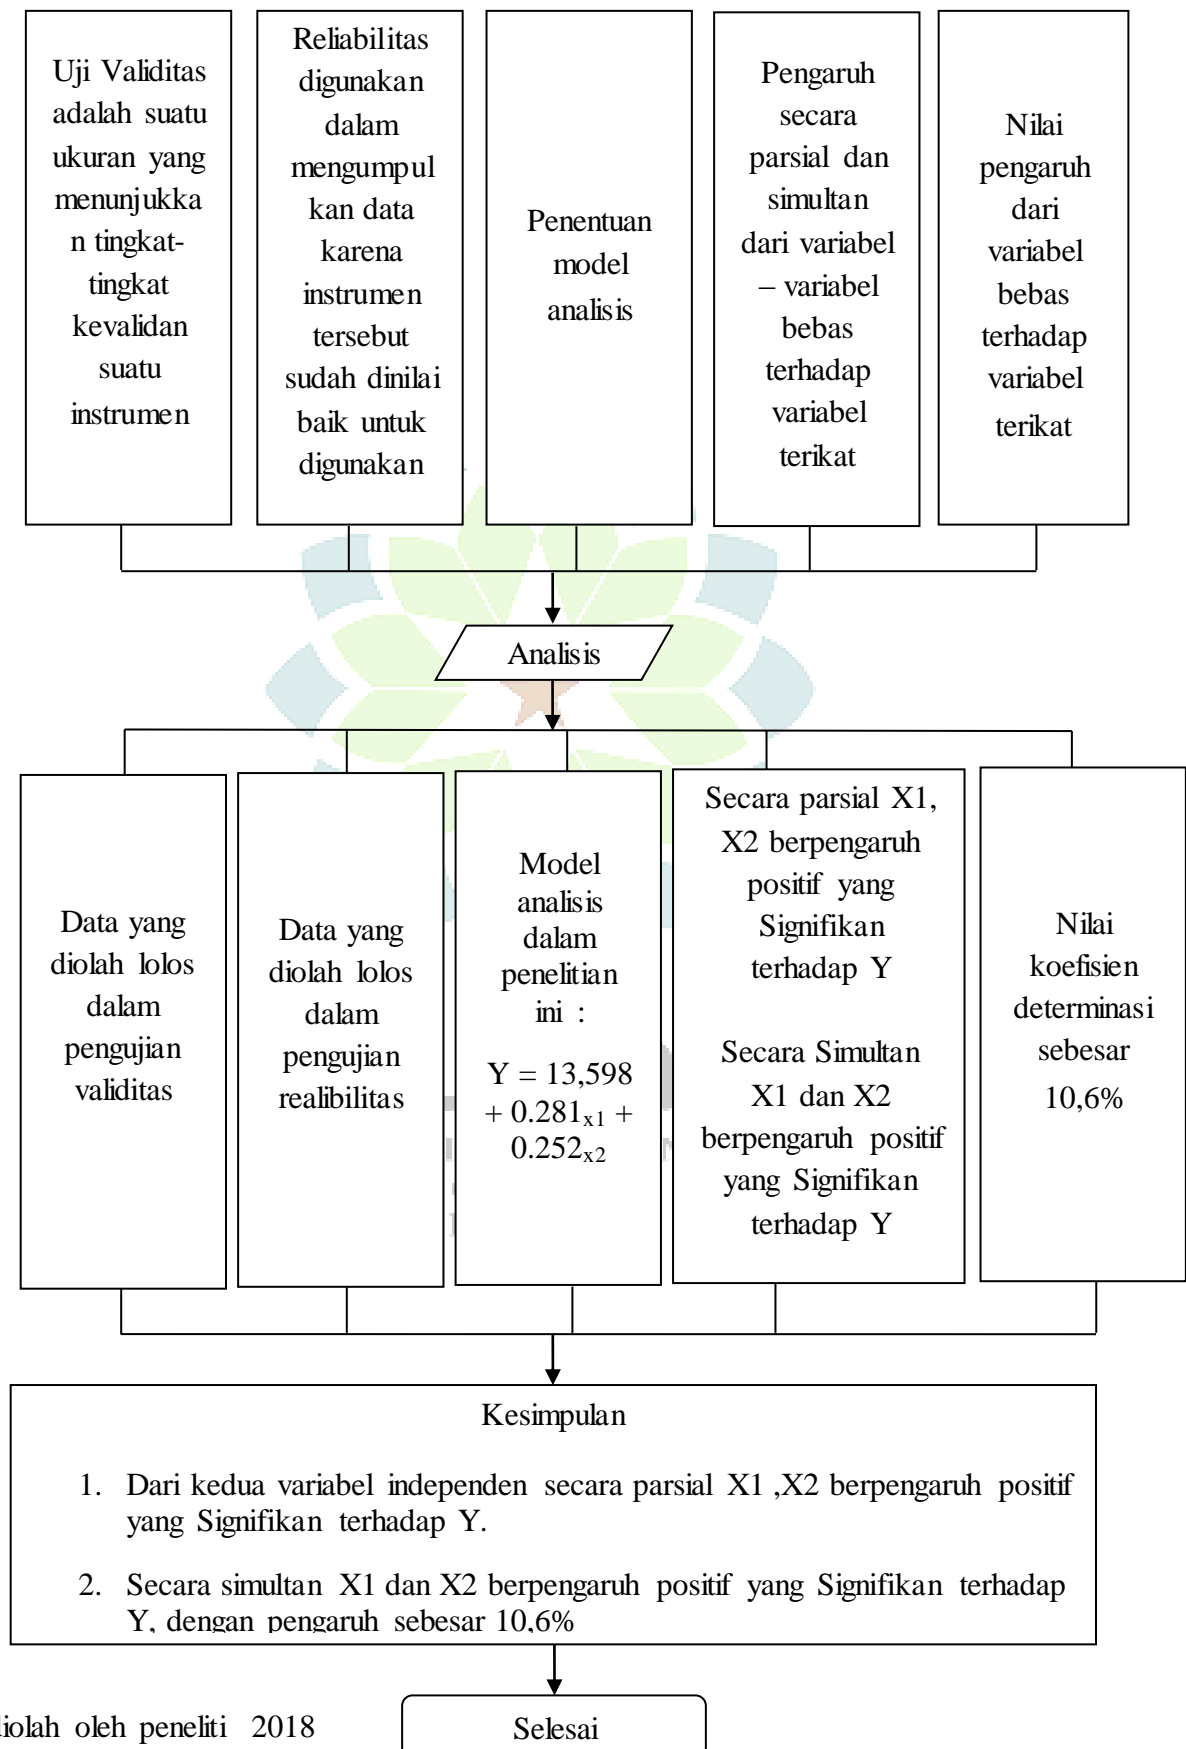 Uji Validitas
adalah suatu
ukuran yang
menunjukka
n tingkat-
tingkat
kevalidan
suatu
instrumen
Reliabilitas
digunakan
dalam
mengumpul
kan data
karena
instrumen
tersebut
sudah dinilai
baik untuk
digunakan
Penentuan
model
analisis
Pengaruh
secara
parsial dan
simultan
dari variabel
– variabel
bebas
terhadap
variabel
terikat
Nilai
pengaruh
dari
variabel
bebas
terhadap
variabel
terikat
Analisis
Data yang
diolah lolos
dalam
pengujian
validitas
Data yang
diolah lolos
dalam
pengujian
realibilitas
Model
analisis
dalam
penelitian
ini :
Y = 13,598
+ 0.281x1 +
0.252x2
Secara parsial X1,
X2 berpengaruh
positif yang
Signifikan
terhadap Y
Secara Simultan
X1 dan X2
berpengaruh positif
yang Signifikan
terhadap Y
Nilai
koefisien
determinasi
sebesar
10,6%
Kesimpulan
1. Dari kedua variabel independen secara parsial X1 ,X2 berpengaruh positif
yang Signifikan terhadap Y.
2. Secara simultan X1 dan X2 berpengaruh positif yang Signifikan terhadap
Y, dengan pengaruh sebesar 10,6%
diolah oleh peneliti 2018
Selesai